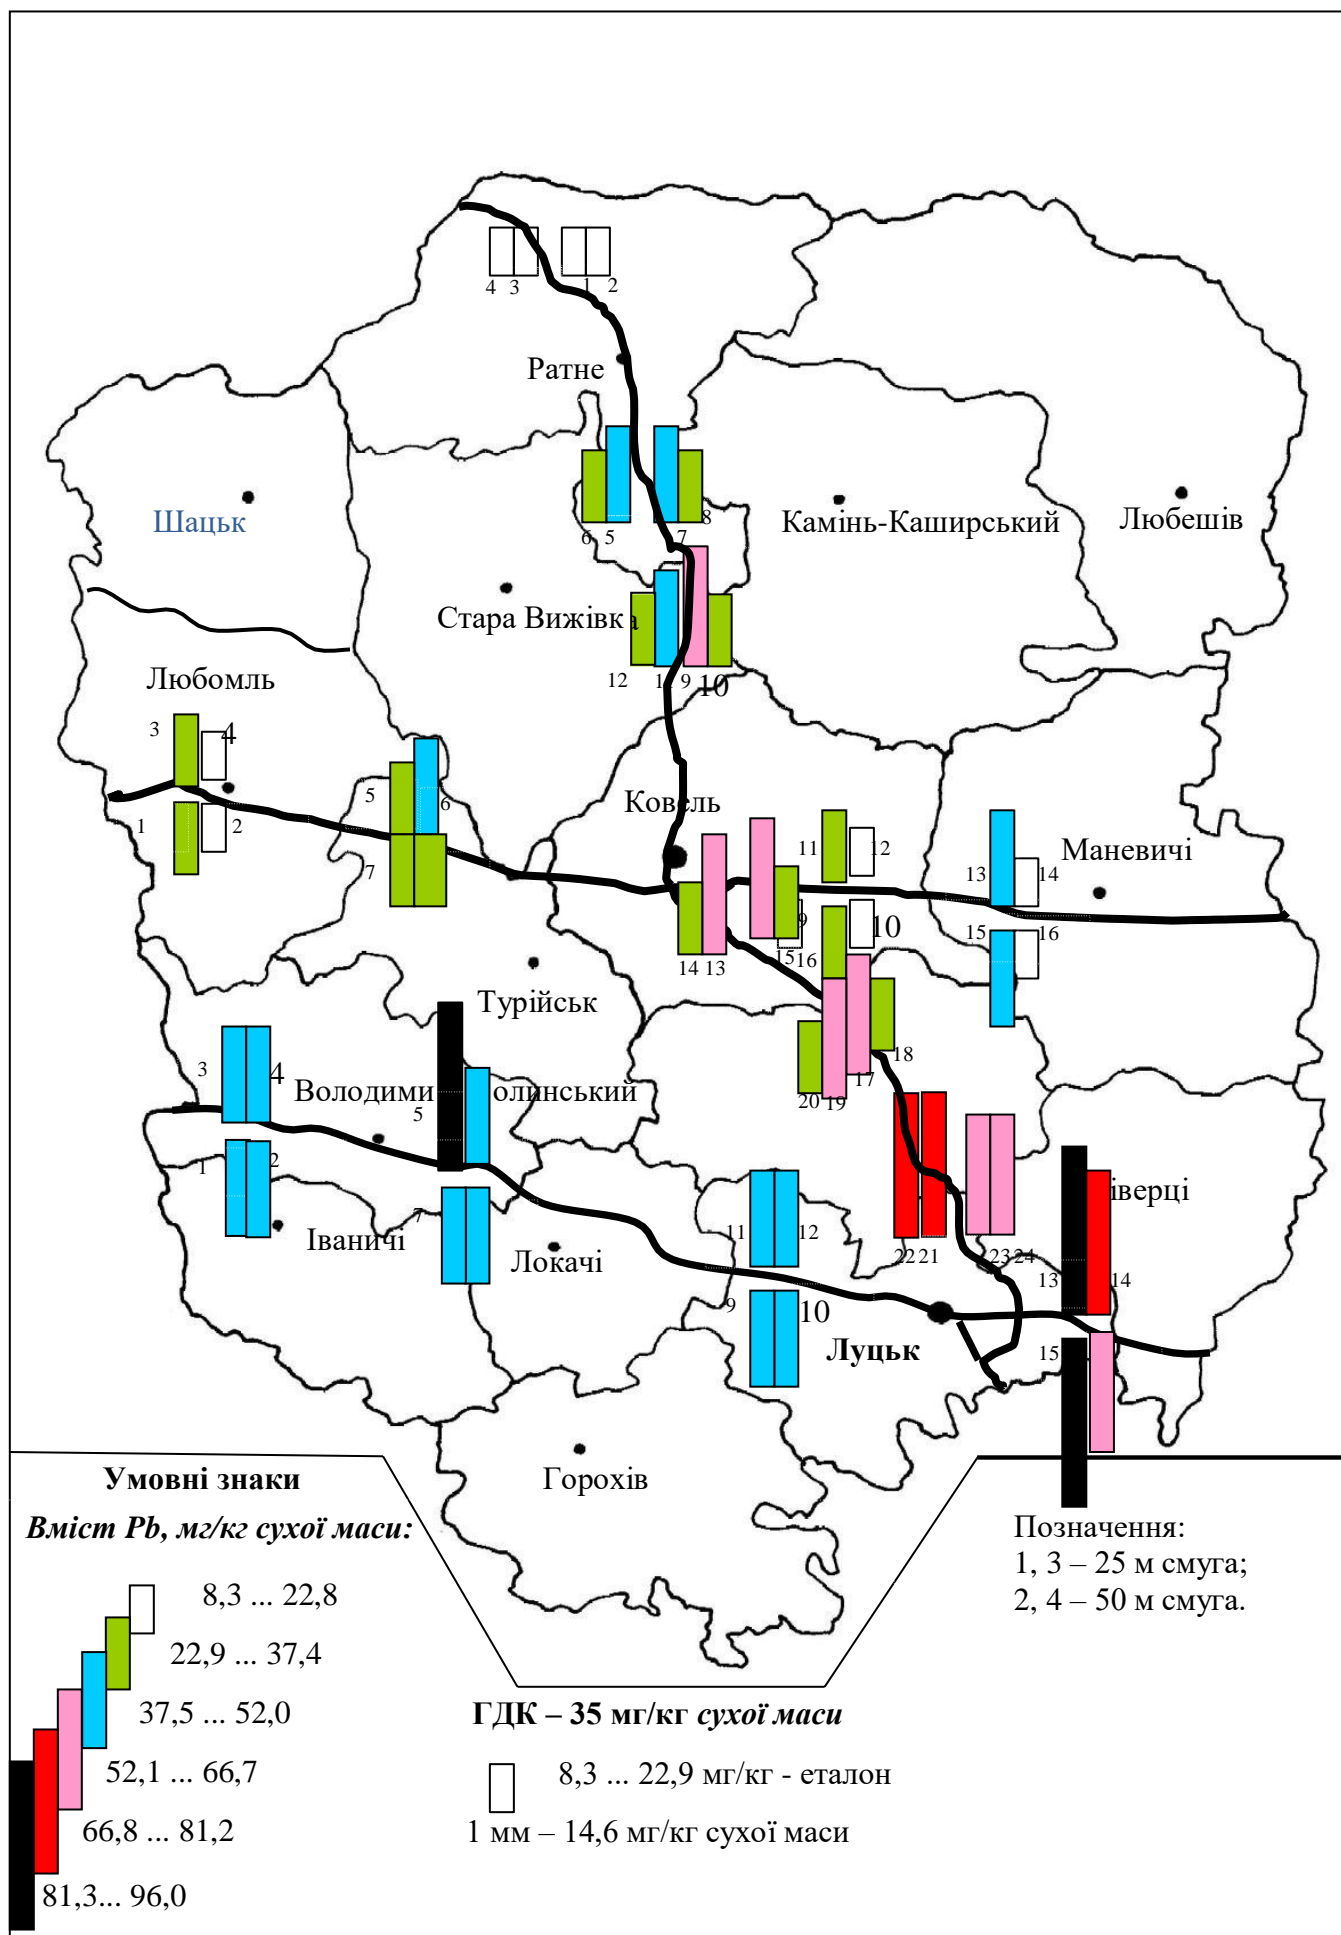 4 3 1 2
Ратне
6 5 7 8
Шацьк
Камінь-Каширський
Любешів
Стара Вижівка
12 11 9 10
Любомль
3 4
5 6
1 2
7
Ковель
11 12
Маневичі
13 14
9
10
15 16
14 13 15 16
Турійськ
18
17
20 19
3 4
Володими олинський
5
1 2
іверці
7
Іваничі
Локачі
11 12
22 21 23 24
13 14
9 10
Луцьк
15
Горохів
Умовні знаки
Вміст Pb, мг/кг сухої маси:
8,3 ... 22,8
22,9 ... 37,4
37,5 ... 52,0
52,1 ... 66,7
66,8 ... 81,2
81,3... 96,0
ГДК – 35 мг/кг сухої маси
8,3 ... 22,9 мг/кг - еталон
1 мм – 14,6 мг/кг сухої маси
Позначення:
1, 3 – 25 м смуга;
2, 4 – 50 м смуга.